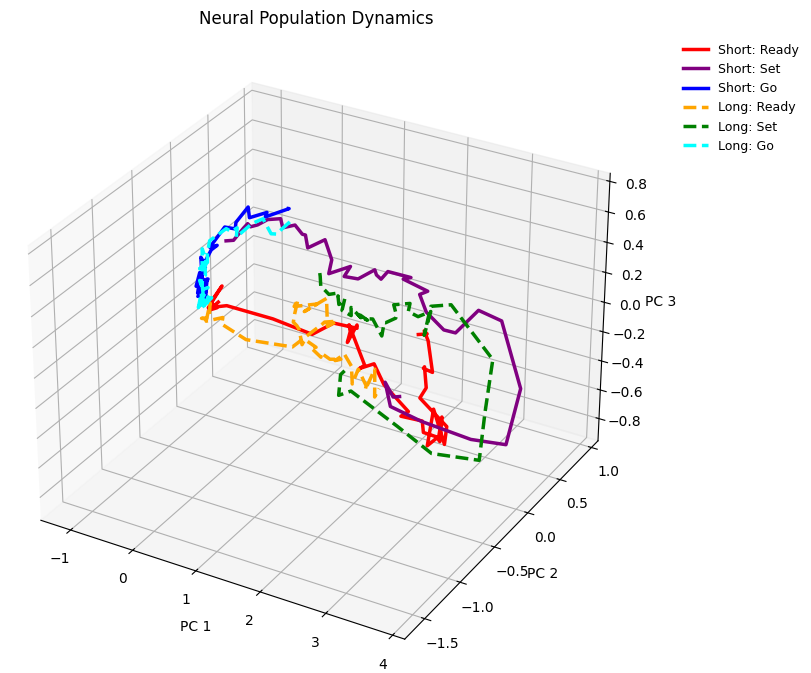 Neural Population Dynamics
Short: Ready
Short: Set
Short: Go
Long: Ready
Long: Set
Long: Go
0.8
0.6
0.4
0.2
0.0
−0.2
−0.4
−0.6
−0.8
PC 3
1.0
0.5
0.0
−0.5
−1.0
−1.5
PC 2
−1
0
1
2
3
4
PC 1